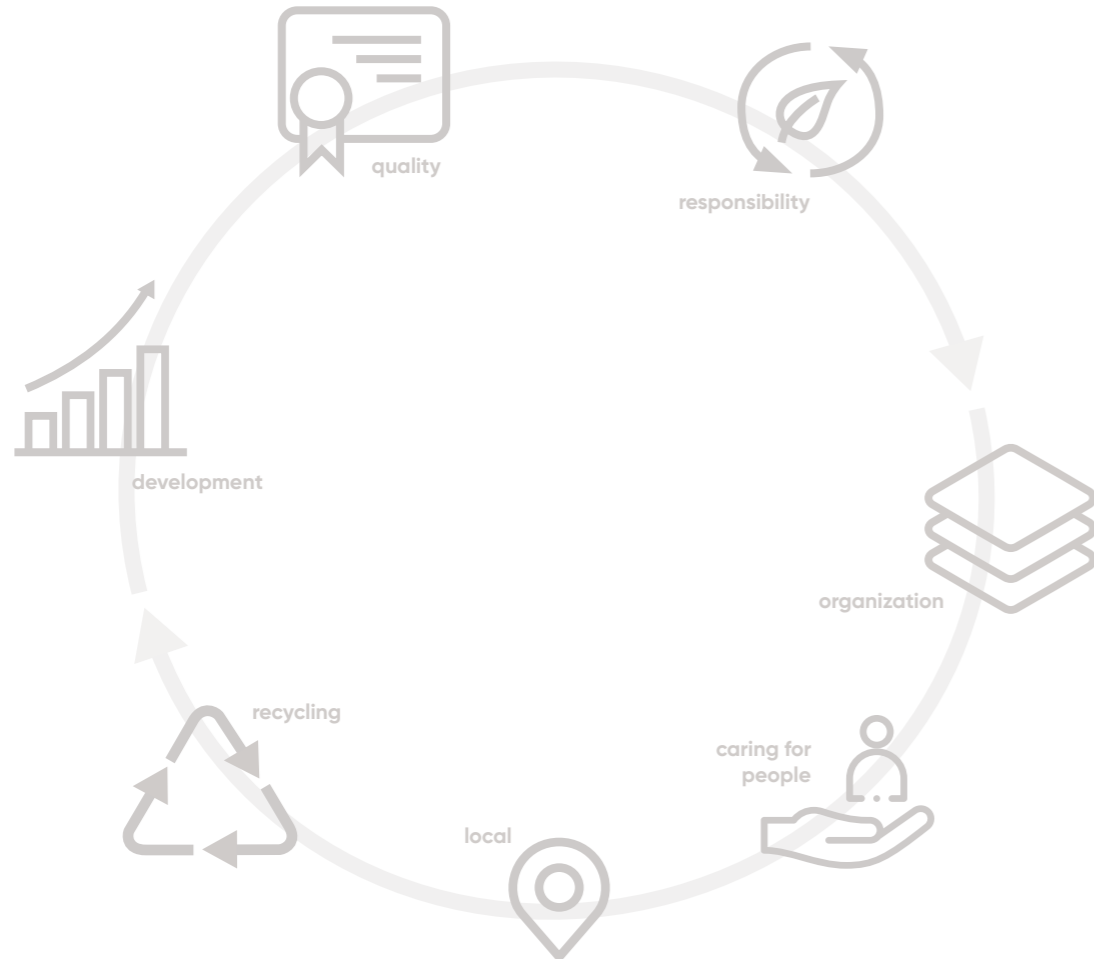 quality
responsibility
development
organization
recycling
caring for
people
local